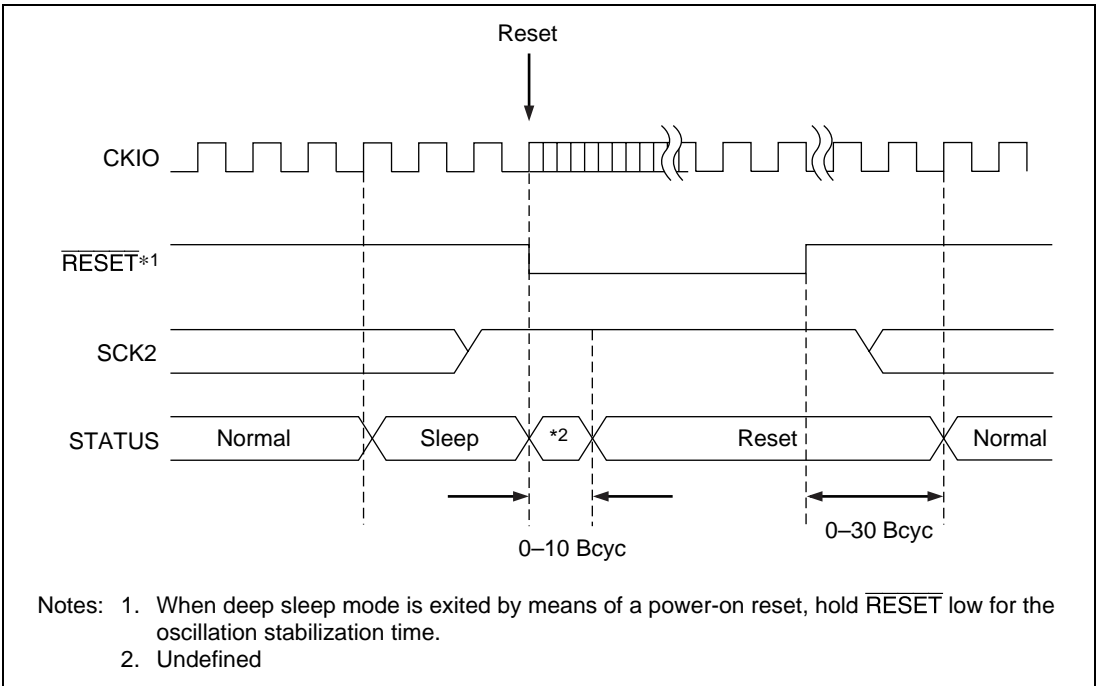 Reset
CKIO
RESET*1
SCK2
STATUS Normal Sleep *2 Reset Normal
0–10 Bcyc
0–30 Bcyc
Notes: 1. When deep sleep mode is exited by means of a power-on reset, hold RESET low for the
oscillation stabilization time.
2. Undefined